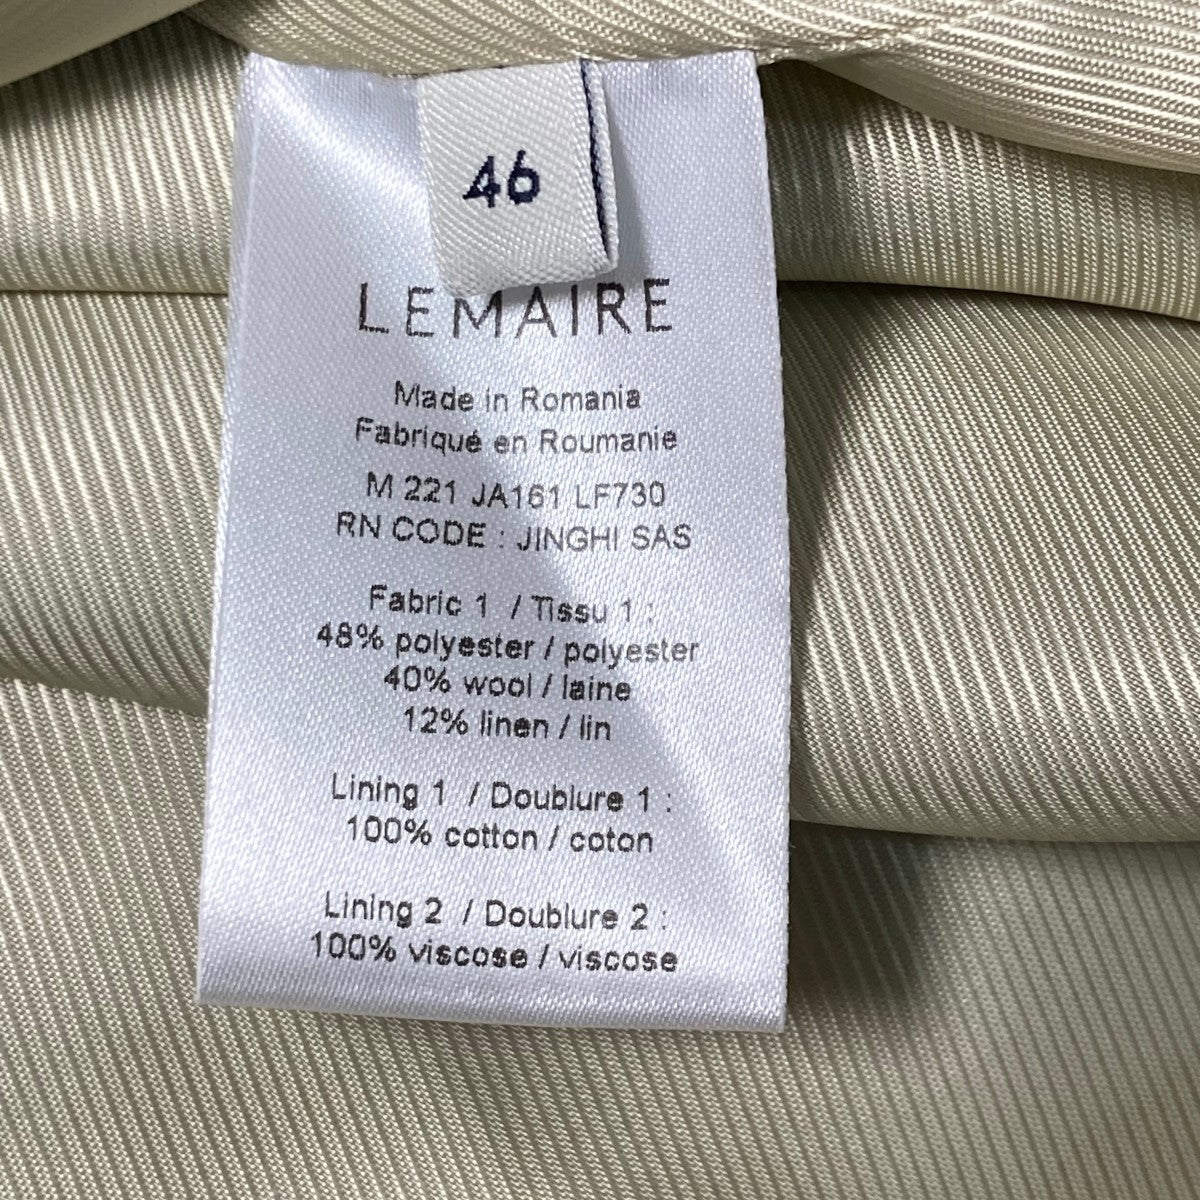 46
LEMAIRE
Made in Romania
Fabriqué en Roumanie
M 221 JA161 LF730
RN CODE : JINGHI SAS
Fabric 1 / Tissu 1 :
48% polyester / polyester
40% wool / laine
12% linen / lin
Lining 1 / Doublure 1 :
100% cotton / coton
Lining 2 / Doublure 2 :
100% viscose / viscose